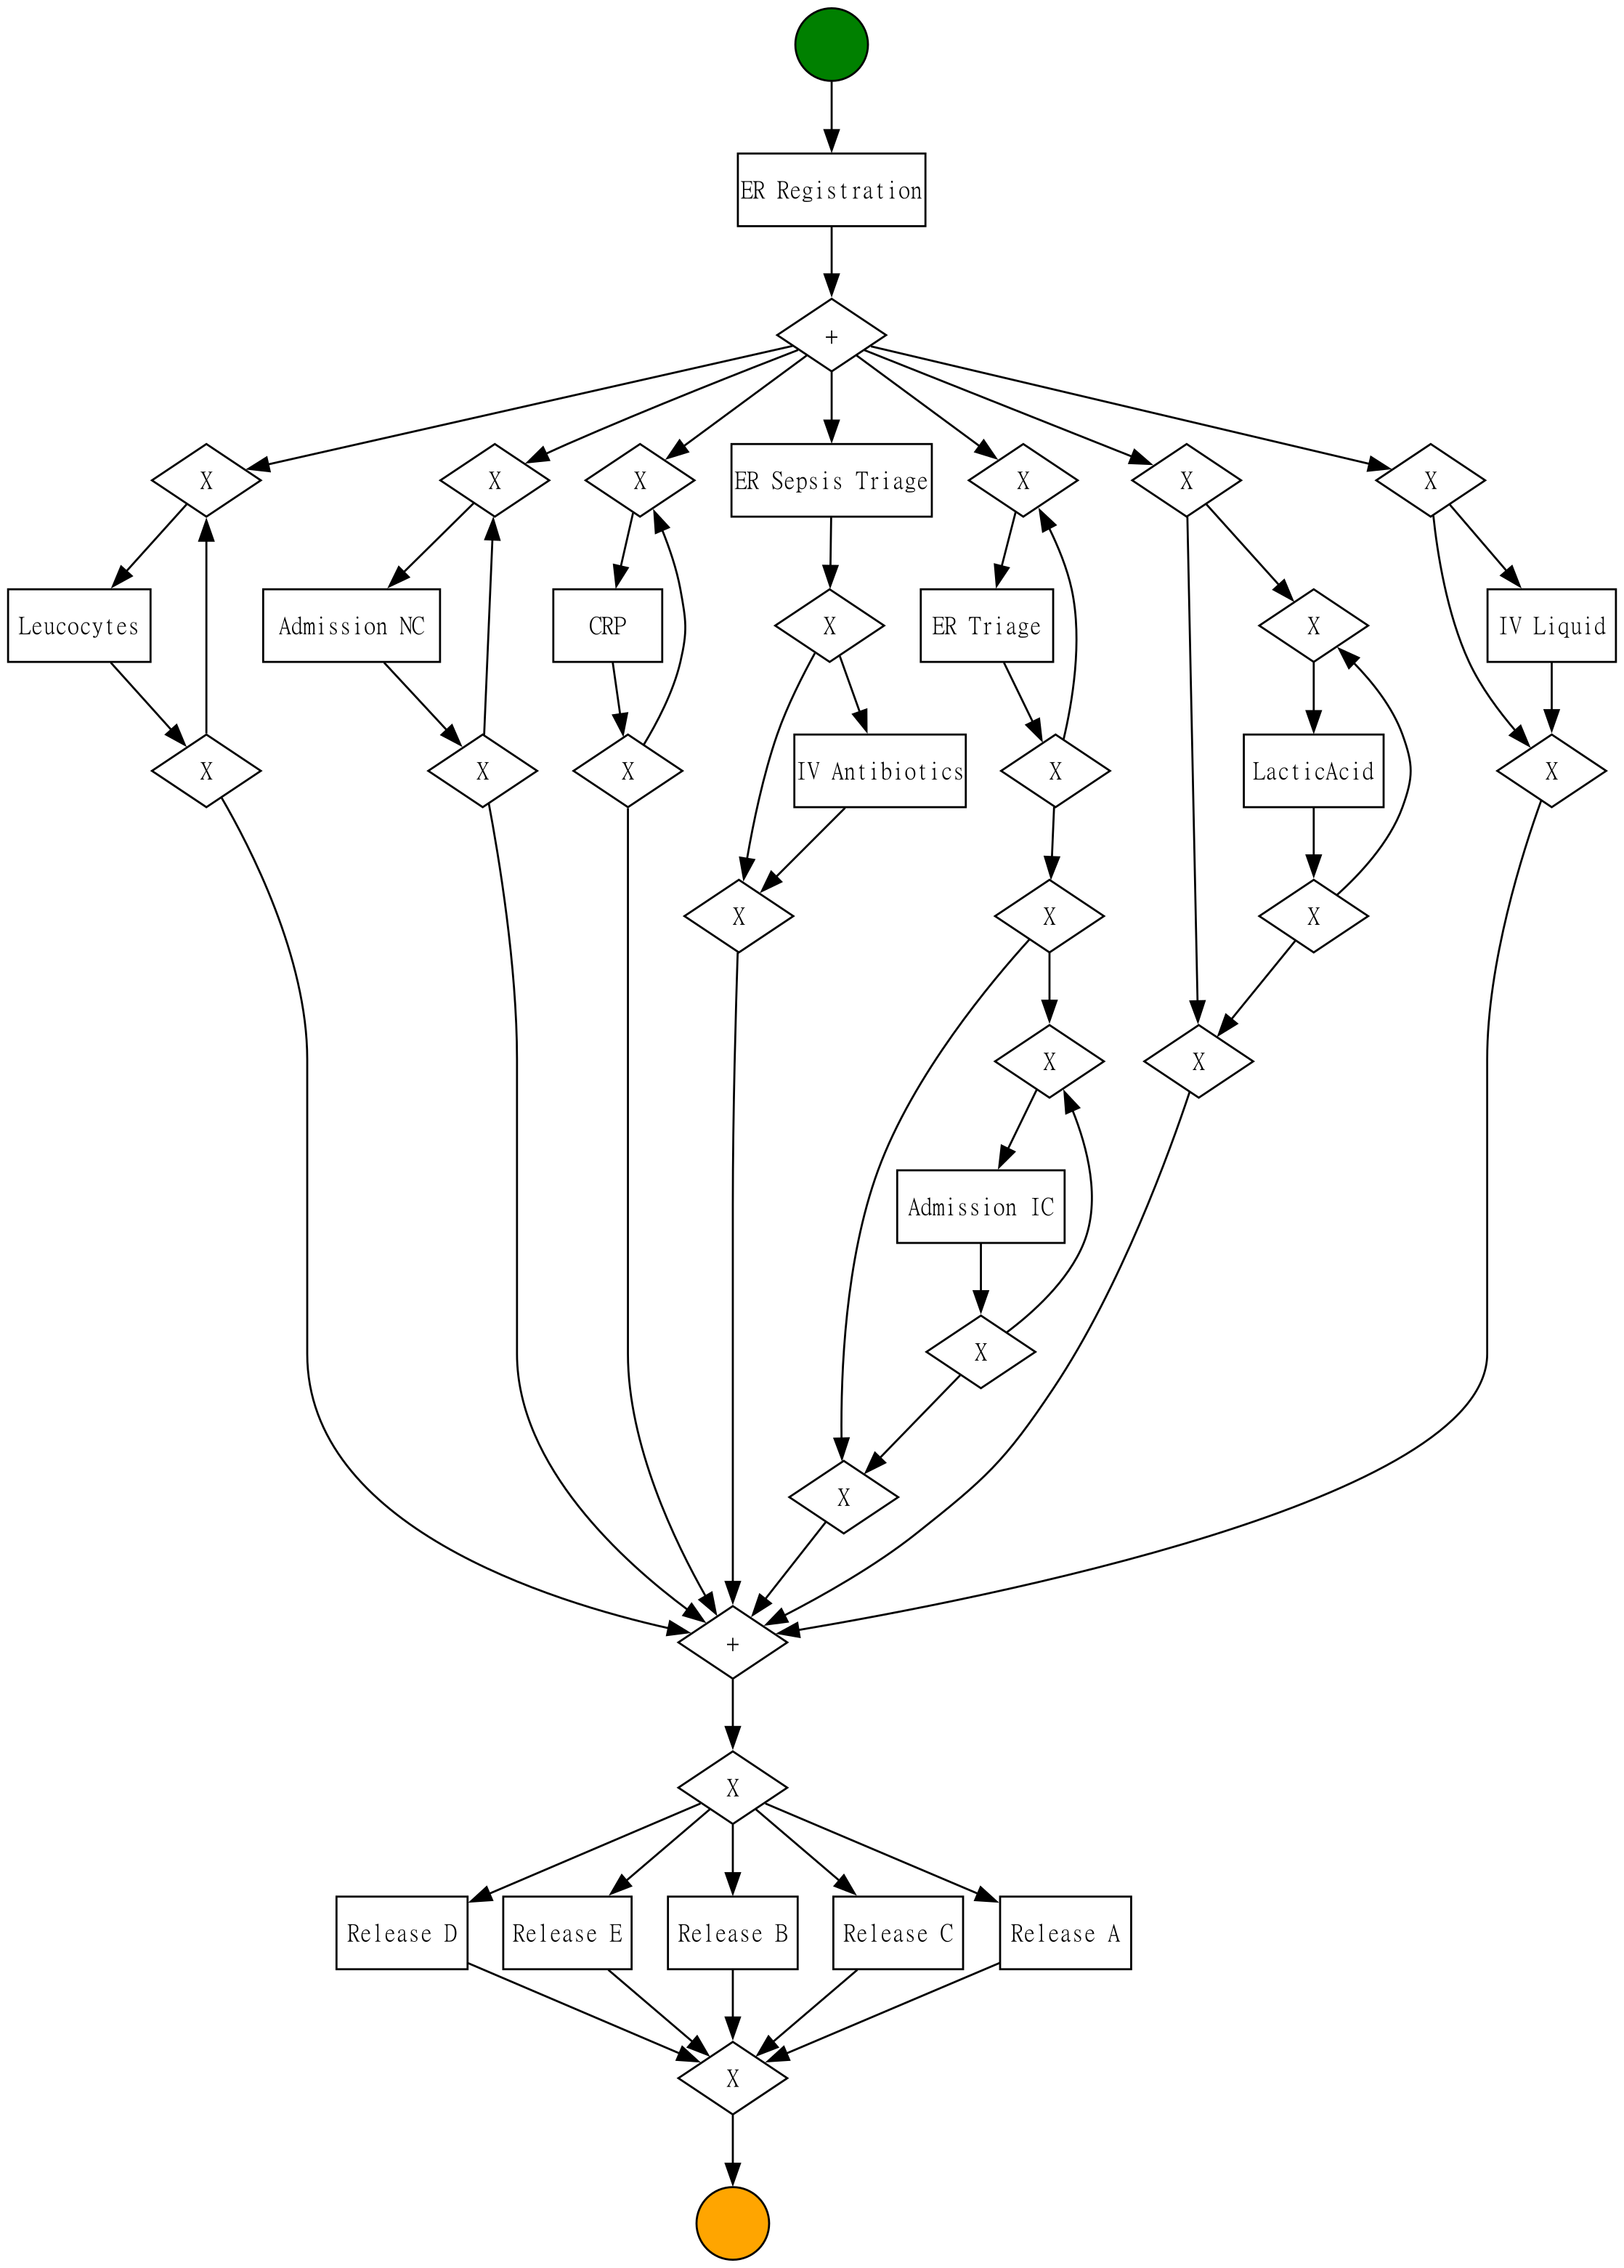 ER Registration
+
X
X
X
ER Sepsis Triage
X
X
X
Leucocytes
Admission NC
CRP
X
ER Triage
X
IV Liquid
X
X
X
IV Antibiotics
X
LacticAcid
X
X
X
X
X
X
Admission IC
X
X
+
X
Release D
Release E
Release B
Release C
Release A
X